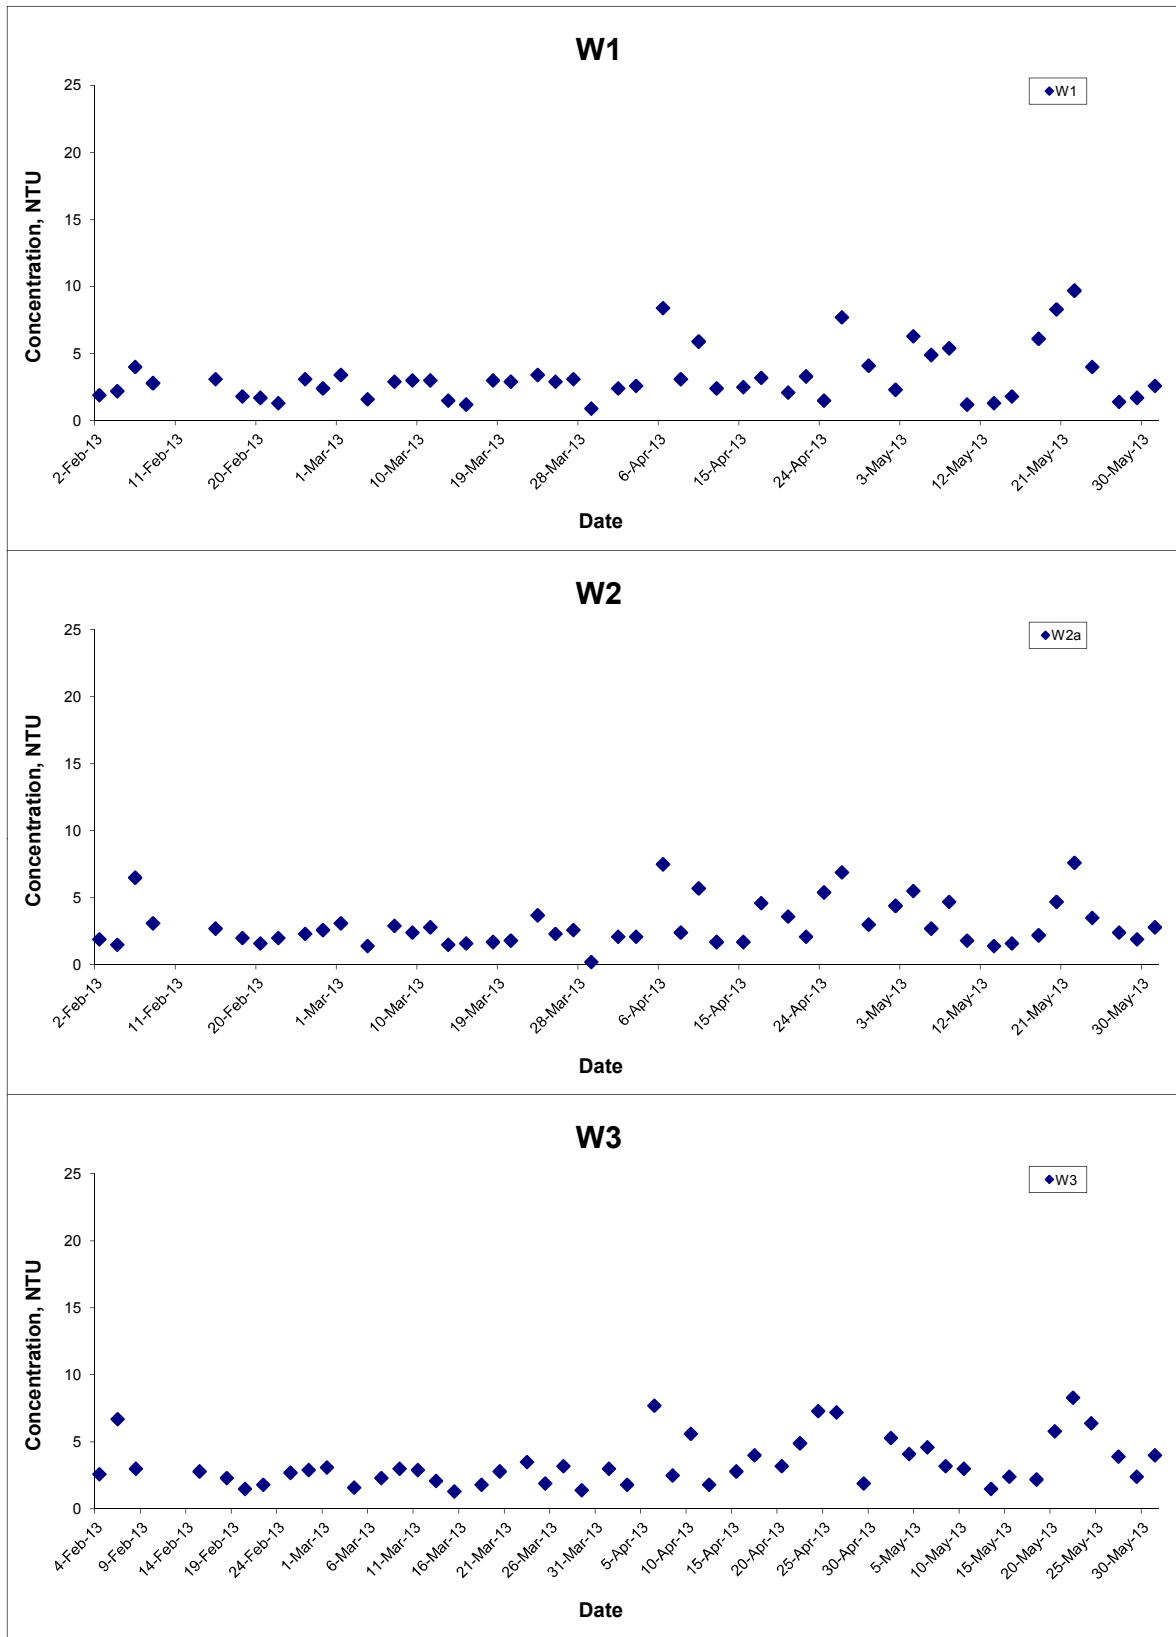 W1
W1
25
20
15
10
5
0
Concentration, NTU
2-Feb-13
11-Feb-13
20-Feb-13
1-Mar-13
10-Mar-13
19-Mar-13
28-Mar-13
6-Apr-13
15-Apr-13
24-Apr-13
3-May-13
12-May-13
21-May-13
30-May-13
Date
W2
W2a
25
20
15
10
5
0
Concentration, NTU
2-Feb-13
11-Feb-13
20-Feb-13
1-Mar-13
10-Mar-13
19-Mar-13
28-Mar-13
6-Apr-13
15-Apr-13
24-Apr-13
3-May-13
12-May-13
21-May-13
30-May-13
Date
W3
W3
25
20
15
10
5
0
Concentration, NTU
4-Feb-13
9-Feb-13
14-Feb-13
19-Feb-13
24-Feb-13
1-Mar-13
6-Mar-13
11-Mar-13
16-Mar-13
21-Mar-13
26-Mar-13
31-Mar-13
5-Apr-13
10-Apr-13
15-Apr-13
20-Apr-13
25-Apr-13
30-Apr-13
5-May-13
10-May-13
15-May-13
20-May-13
25-May-13
30-May-13
Date